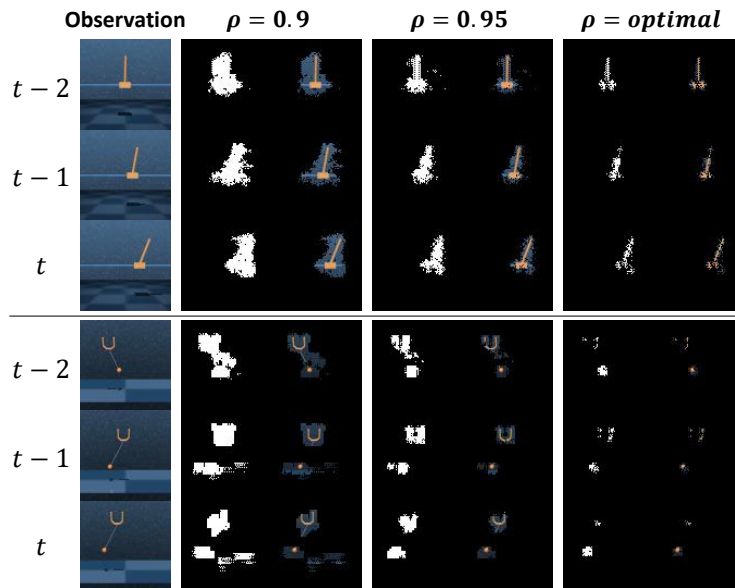 Observation ρ = 0.9 ρ = 0.95 ρ = optimal
t − 2
t − 1
t
t − 2
t − 1
t